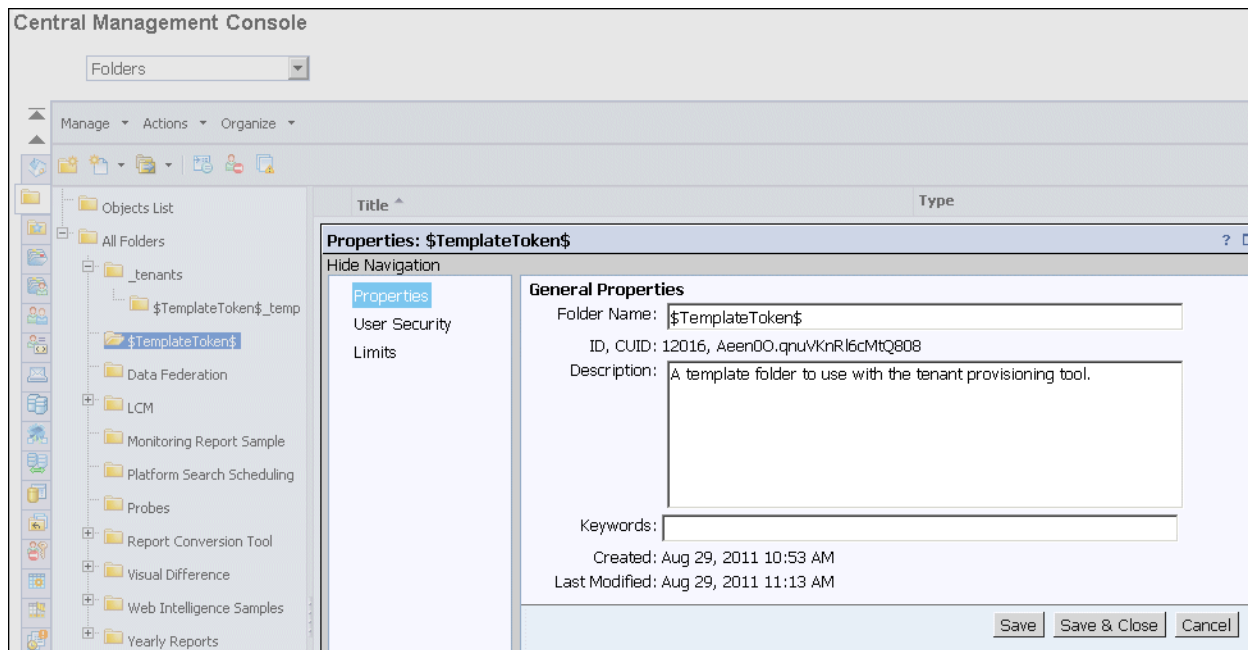 Central Management Console
Folders
Manage Actions Organize
Title Type
Objects List
All Folders
_tenants
$TemplateToken$_temp
$TemplateToken$
Data Federation
LCM
Monitoring Report Sample
Platform Search Scheduling
Probes
Report Conversion Tool
Visual Difference
Web Intelligence Samples
Yearly Reports
Properties: $TemplateToken$ ?
Hide Navigation
Properties
User Security
Limits
General Properties
Folder Name: $TemplateToken$
ID, CUID: 12016, Aeen0O.qnuVKnRl6cMtQ808
Description: A template folder to use with the tenant provisioning tool.
Keywords:
Created: Aug 29, 2011 10:53 AM
Last Modified: Aug 29, 2011 11:13 AM
Save Save & Close Cancel